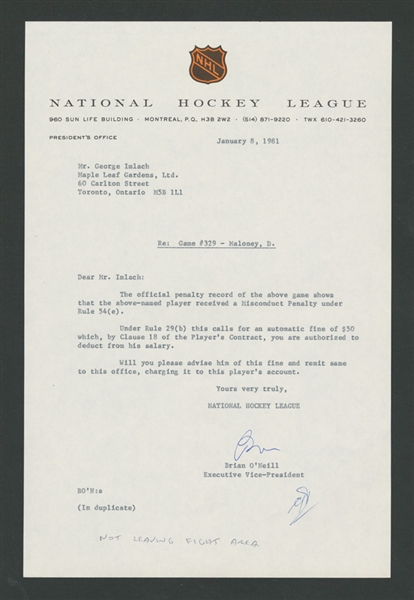 NHL
NATIONAL HOCKEY LEAGUE
960 SUN LIFE BUILDING · MONTREAL, P.Q., H3B 2W2 · (514) 871-9220 · TWX 610-421-3260
PRESIDENT'S OFFICE
January 8, 1981
Mr. George Imlach
Maple Leaf Gardens, Ltd.
60 Carlton Street
Toronto, Ontario M5B 1L1
Re: Game #329 - Maloney, D.
Dear Mr. Imlach:
The official penalty record of the above game shows
that the above-named player received a Misconduct Penalty under
Rule 54(e).
Under Rule 29(b) this calls for an automatic fine of $50
which, by Clause 18 of the Player's Contract, you are authorized to
deduct from his salary.
Will you please advise him of this fine and remit same
to this office, charging it to this player's account.
Yours very truly,
NATIONAL HOCKEY LEAGUE
Brian O'Neill
Executive Vice-President
BO'N:s
(In duplicate)
NOT LEAVING FIGHT AREA